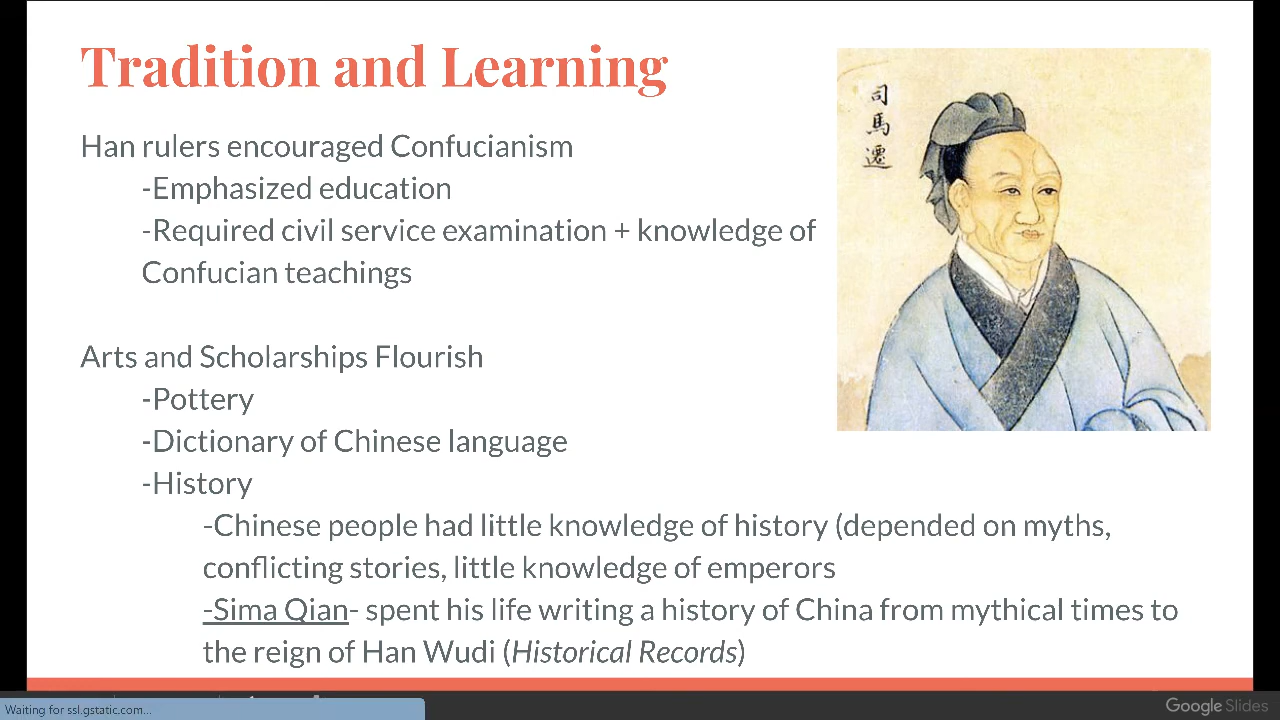 Tradition and Learning
司
馬
遷
Han rulers encouraged Confucianism
-Emphasized education
-Required civil service examination + knowledge of
Confucian teachings
Arts and Scholarships Flourish
-Pottery
-Dictionary of Chinese language
-History
-Chinese people had little knowledge of history (depended on myths,
conflicting stories, little knowledge of emperors
-Sima Qian- spent his life writing a history of China from mythical times to
the reign of Han Wudi (Historical Records)
Waiting for ssl.gstatic.com...
Google Slides